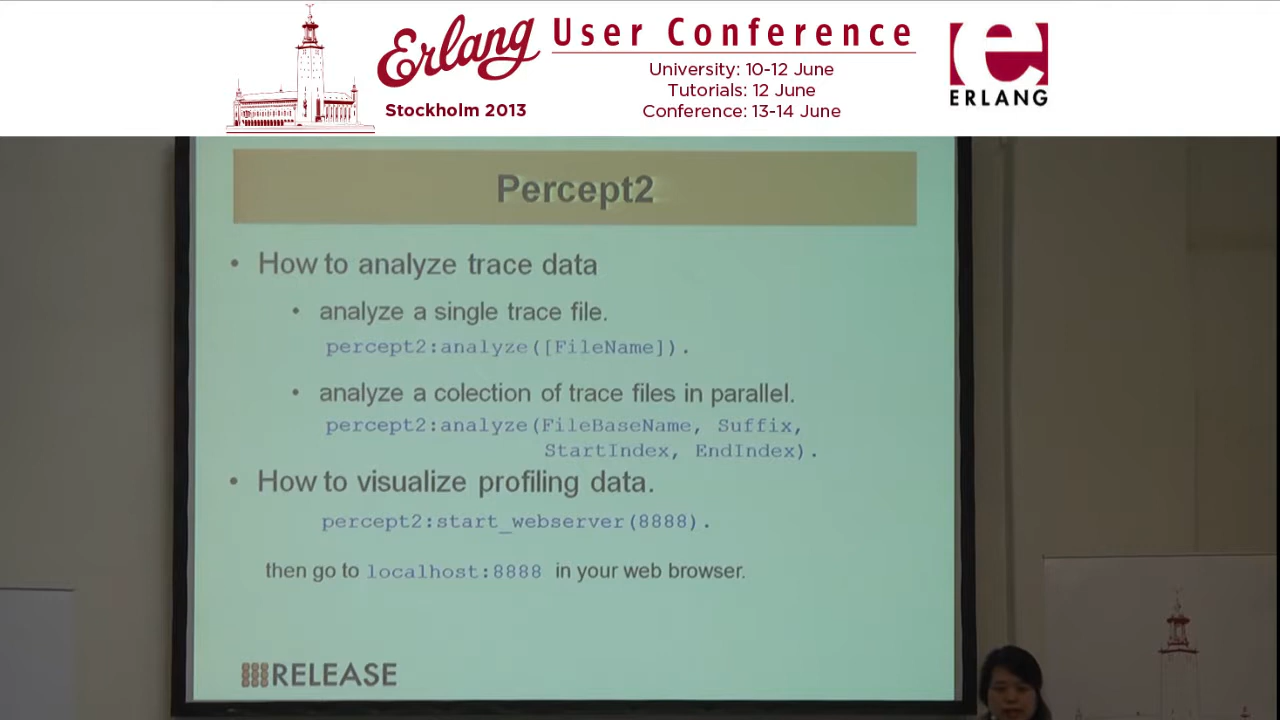 Erlang User Conference
Stockholm 2013
University: 10-12 June
Tutorials: 12 June
Conference: 13-14 June
ERLANG
Percept2
• How to analyze trace data
• analyze a single trace file.
percept2:analyze([FileName]).
• analyze a colection of trace files in parallel.
percept2:analyze(FileBaseName, Suffix,
StartIndex, EndIndex).
• How to visualize profiling data.
percept2:start_webserver(8888).
then go to localhost:8888 in your web browser.
RELEASE